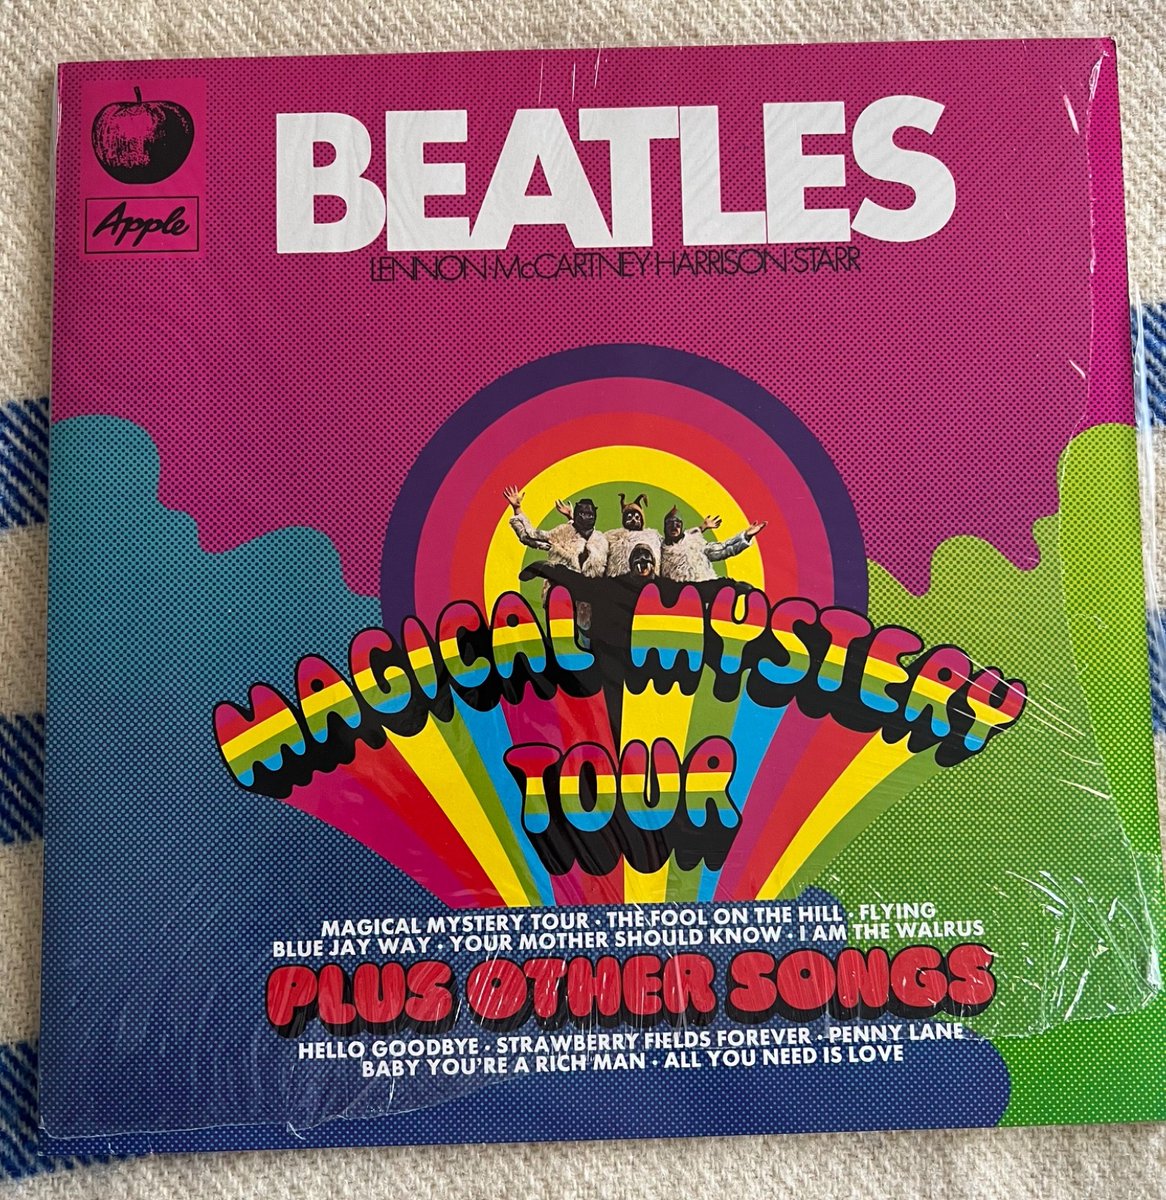 Apple
BEATLES
LENNON·McCARTNEY·HARRISON·STARR
MAGICAL MYSTERY
TOUR
MAGICAL MYSTERY TOUR · THE FOOL ON THE HILL · FLYING
BLUE JAY WAY · YOUR MOTHER SHOULD KNOW · I AM THE WALRUS
PLUS OTHER SONGS
HELLO GOODBYE · STRAWBERRY FIELDS FOREVER · PENNY LANE
BABY YOU'RE A RICH MAN · ALL YOU NEED IS LOVE